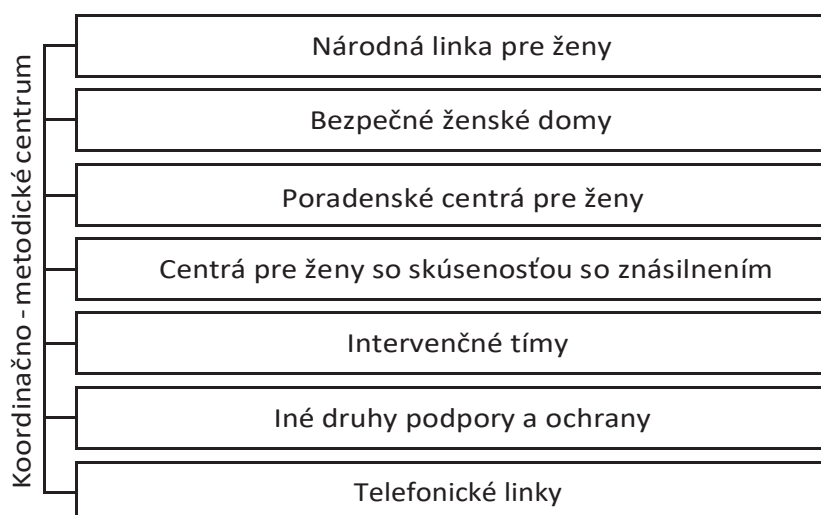 Koordinačno - metodické centrum
Národná linka pre ženy
Bezpečné ženské domy
Poradenské centrá pre ženy
Centrá pre ženy so skúsenosťou so znásilnením
Intervenčné tímy
Iné druhy podpory a ochrany
Telefonické linky